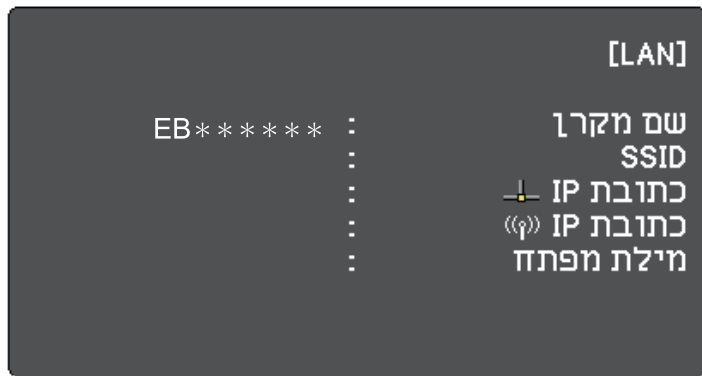 [LAN]
שם מקרן : EB∗∗∗∗∗∗
SSID :
כתובת IP :
כתובת IP :
מילת מפתח :